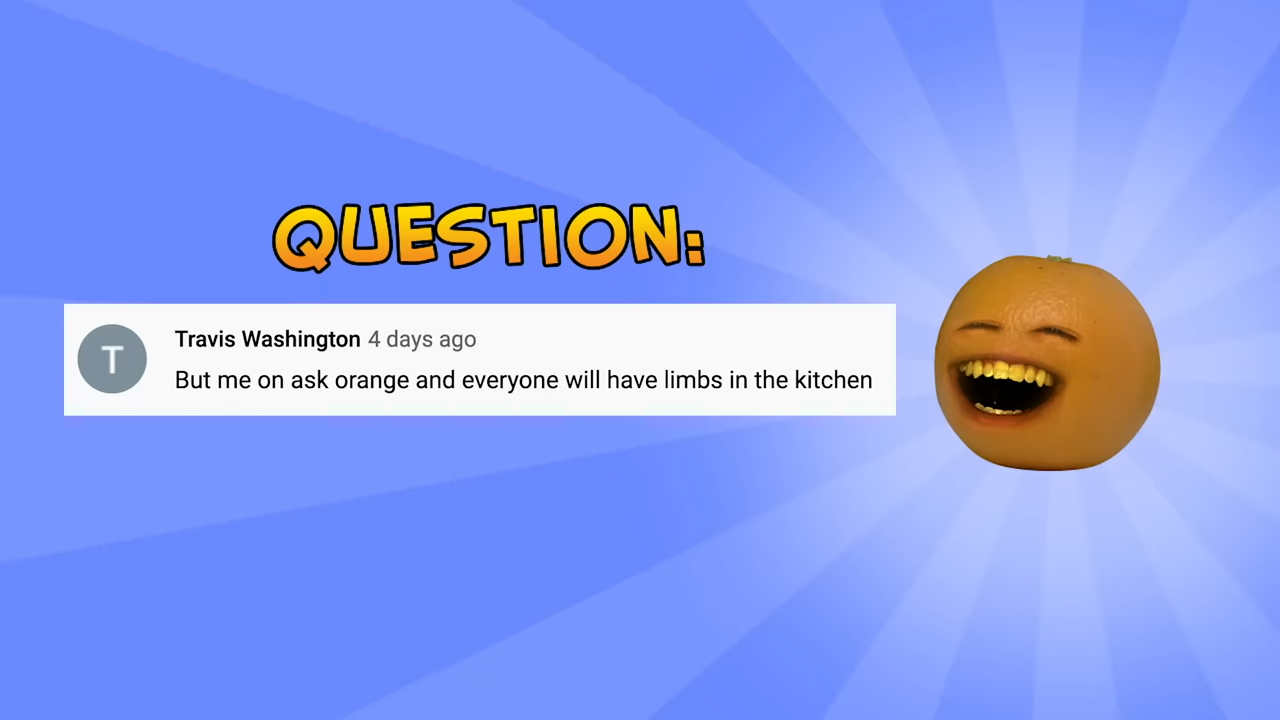 QUESTION:
T
Travis Washington 4 days ago
But me on ask orange and everyone will have limbs in the kitchen